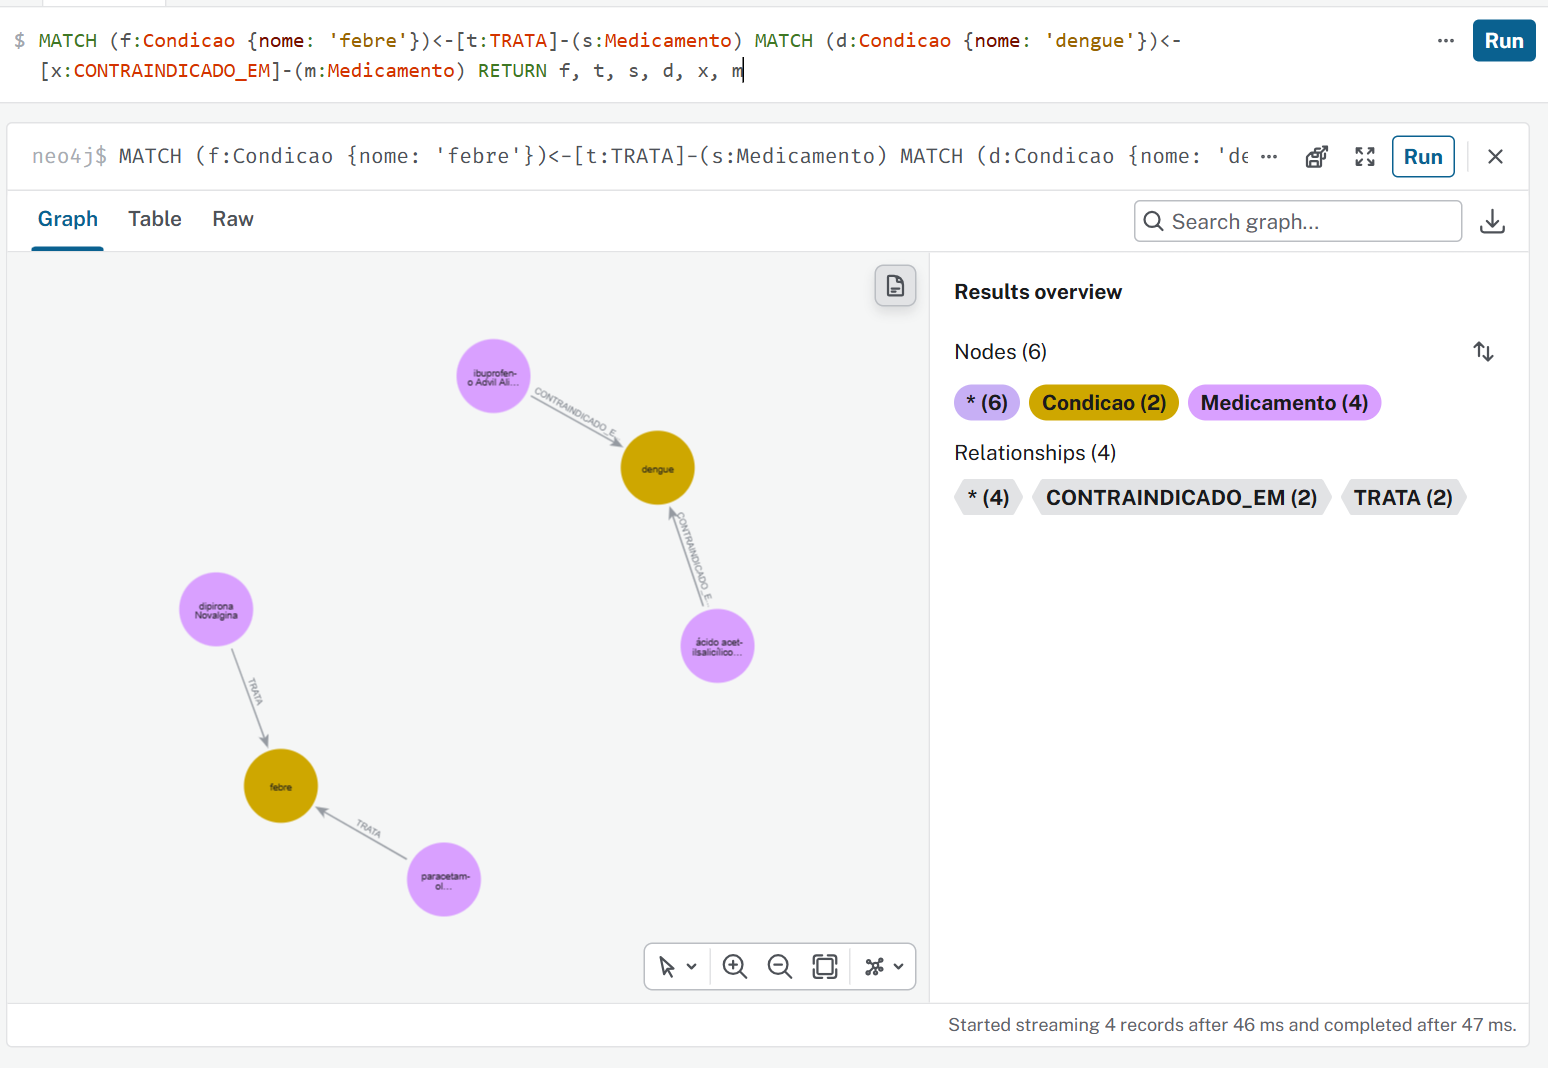 $ MATCH (f:Condicao {nome: 'febre'})<-[t:TRATA]-(s:Medicamento) MATCH (d:Condicao {nome: 'dengue'})<-
[x:CONTRAINDICADO_EM]-(m:Medicamento) RETURN f, t, s, d, x, m
... Run
neo4j$ MATCH (f:Condicao {nome: 'febre'})<-[t:TRATA]-(s:Medicamento) MATCH (d:Condicao {nome: 'de ... Run
Graph Table Raw
Search graph...
ibuprofen-
o Advil Ali...
CONTRAINDICADO_E...
dengue
CONTRAINDICADO_E...
ácido acet-
ilsalicílico...
dipirona
Novalgina
TRATA
febre
TRATA
paracetam-
ol...
Results overview
Nodes (6)
* (6) Condicao (2) Medicamento (4)
Relationships (4)
* (4) CONTRAINDICADO_EM (2) TRATA (2)
Started streaming 4 records after 46 ms and completed after 47 ms.